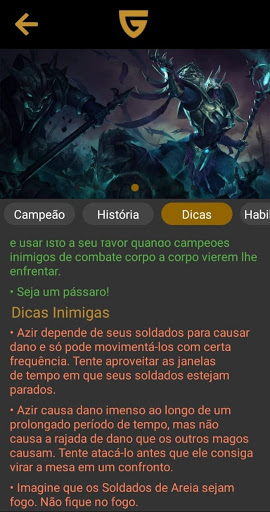 Campeão
História
Dicas
Habi
e usar isto a seu favor quando campeões
inimigos de combate corpo a corpo vierem lhe
enfrentar.
• Seja um pássaro!
Dicas Inimigas
• Azir depende de seus soldados para causar
dano e só pode movimentá-los com certa
frequência. Tente aproveitar as janelas
de tempo em que seus soldados estejam
parados.
• Azir causa dano imenso ao longo de um
prolongado período de tempo, mas não
causa a rajada de dano que os outros magos
causam. Tente atacá-lo antes que ele consiga
virar a mesa em um confronto.
• Imagine que os Soldados de Areia sejam
fogo. Não fique no fogo.